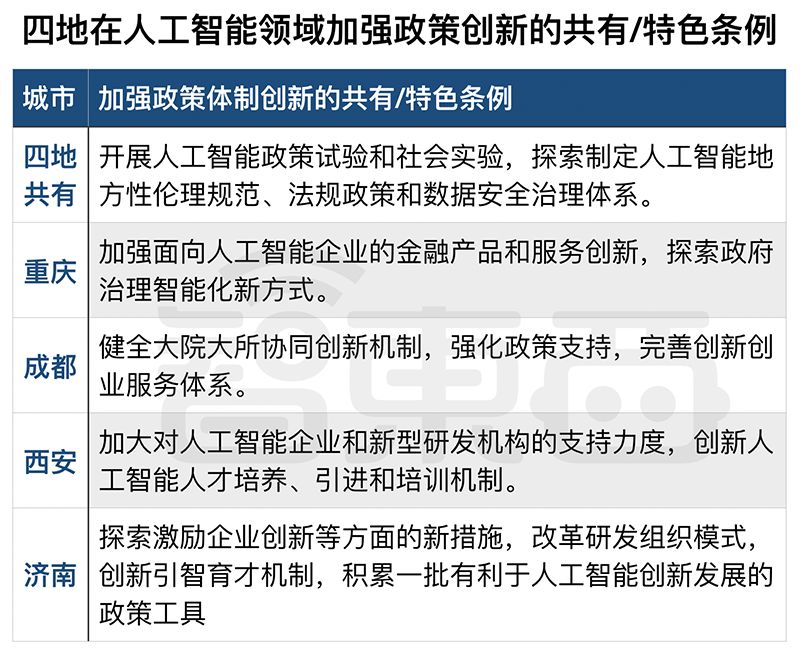 四地在人工智能领域加强政策创新的共有/特色条例
城市 加强政策体制创新的共有/特色条例
四地共有 开展人工智能政策试验和社会实验，探索制定人工智能地
方性伦理规范、法规政策和数据安全治理体系。
重庆 加强面向人工智能企业的金融产品和服务创新，探索政府
治理智能化新方式。
成都 健全大院大所协同创新机制，强化政策支持，完善创新创
业服务体系。
西安 加大对人工智能企业和新型研发机构的支持力度，创新人
工智能人才培养、引进和培训机制。
济南 探索激励企业创新等方面的新措施，改革研发组织模式，
创新引智育才机制，积累一批有利于人工智能创新发展的
政策工具
智東西